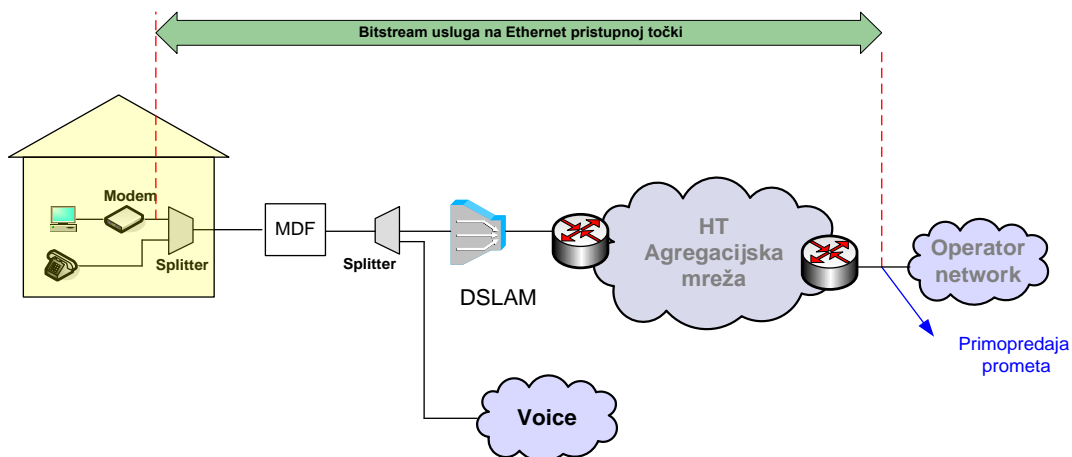 Bitstream usluga na Ethernet pristupnoj točki
Modem
Splitter
MDF
Splitter
DSLAM
HT
Agregacijska
mreža
Operator
network
Primopredaja
prometa
Voice